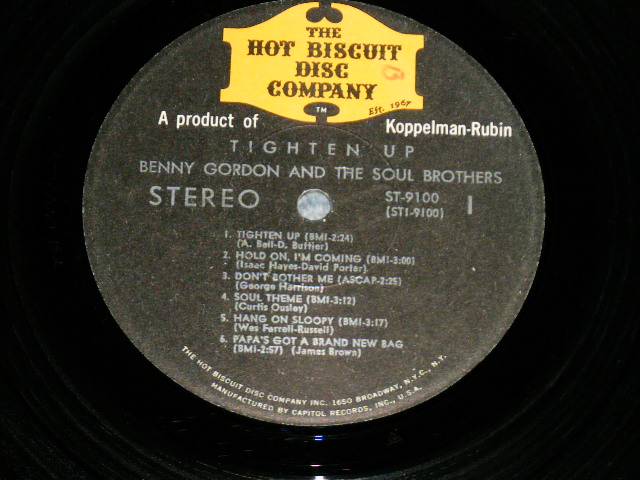 THE
HOT BISCUIT
DISC
COMPANY
TM
Est. 1967
A product of Koppelman-Rubin
TIGHTEN UP
BENNY GORDON AND THE SOUL BROTHERS
STEREO
ST-9100
(ST1-9100)
1
1. TIGHTEN UP (BMI-2:24)
(A. Bell-D. Buttier)
2. HOLD ON, I'M COMING (BMI-3:00)
(Isaac Hayes-David Porter)
3. DON'T BOTHER ME (ASCAP-2:25)
(George Harrison)
4. SOUL THEME (BMI-3:12)
(Curtis Ousley)
5. HANG ON SLOOPY (BMI-3:17)
(Wes Farrell-Russell)
6. PAPA'S GOT A BRAND NEW BAG
(BMI-2:57) (James Brown)
THE HOT BISCUIT DISC COMPANY INC. 1650 BROADWAY, N.Y.C., N.Y.
MANUFACTURED BY CAPITOL RECORDS, INC., U.S.A.